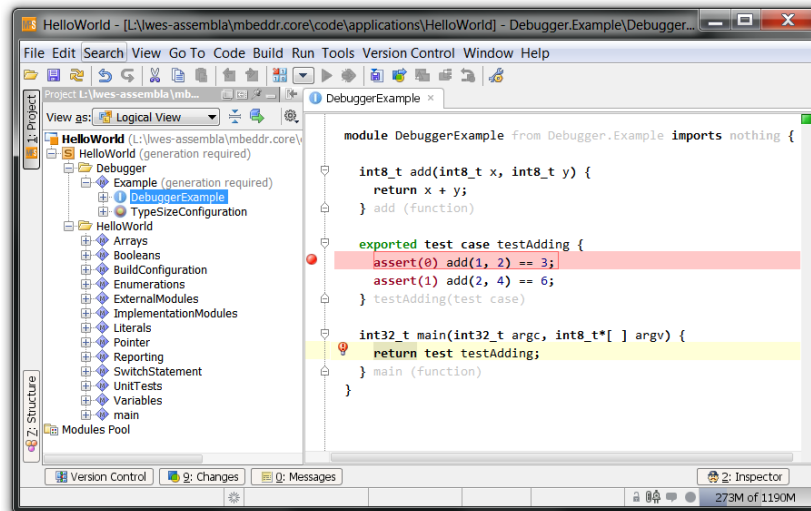 HelloWorld - [L:\lwes-assembla\mbeddr.core\code\applications\HelloWorld] - Debugger.Example\Debugger...
File Edit Search View Go To Code Build Run Tools Version Control Window Help
Project L:\lwes-assembla\mb...
DebuggerExample ×
1: Project
View as: Logical View
HelloWorld (L:\lwes-assembla\mbeddr.core\
HelloWorld (generation required)
Debugger
Example (generation required)
DebuggerExample
TypeSizeConfiguration
HelloWorld
Arrays
Booleans
BuildConfiguration
Enumerations
ExternalModules
ImplementationModules
Literals
Pointer
Reporting
SwitchStatement
UnitTests
Variables
main
Modules Pool
Z: Structure
module DebuggerExample from Debugger.Example imports nothing {
int8_t add(int8_t x, int8_t y) {
return x + y;
} add (function)
exported test case testAdding {
assert(0) add(1, 2) == 3;
assert(1) add(2, 4) == 6;
} testAdding(test case)
int32_t main(int32_t argc, int8_t*[ ] argv) {
return test testAdding;
} main (function)
}
Version Control 9: Changes 0: Messages 2: Inspector
273M of 1190M